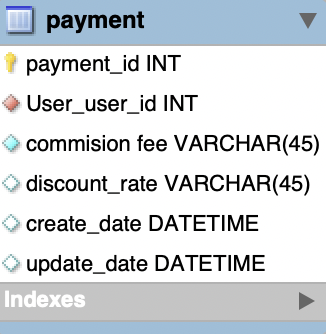 payment
payment_id INT
User_user_id INT
commision fee VARCHAR(45)
discount_rate VARCHAR(45)
create_date DATETIME
update_date DATETIME
Indexes